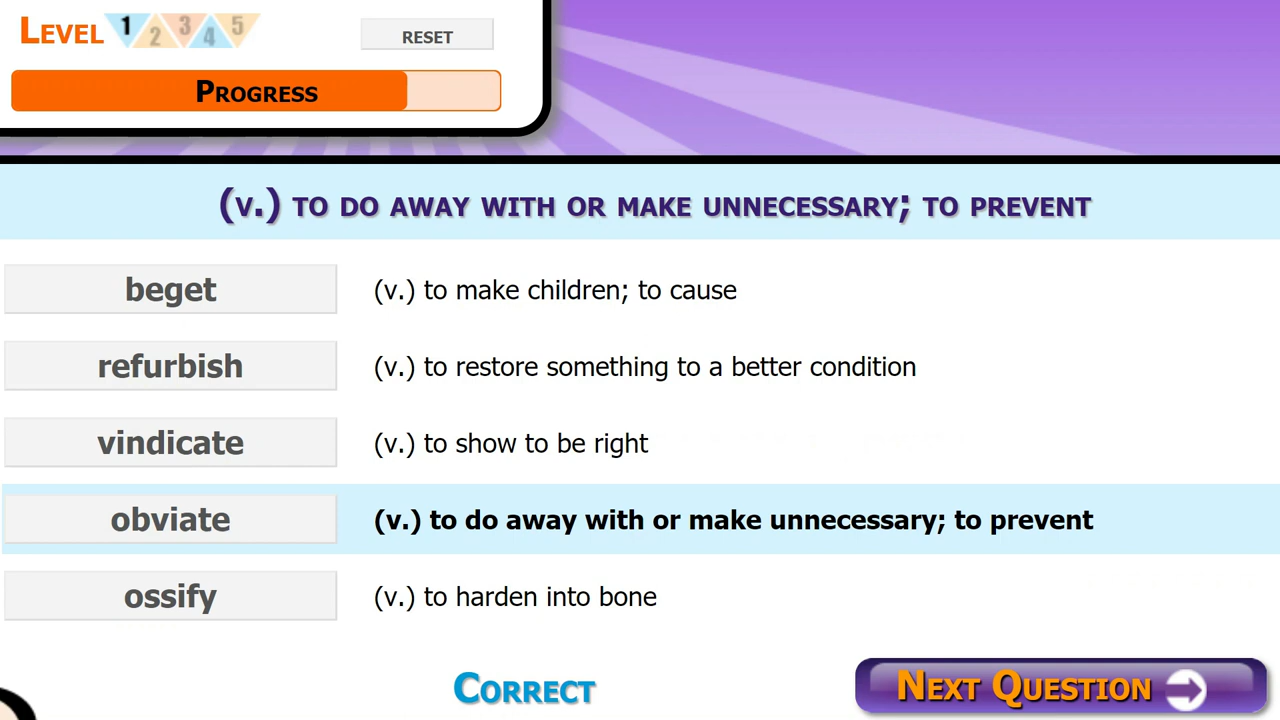 LEVEL 1 2 3 4 5
RESET
PROGRESS
(V.) TO DO AWAY WITH OR MAKE UNNECESSARY; TO PREVENT
beget (v.) to make children; to cause
refurbish (v.) to restore something to a better condition
vindicate (v.) to show to be right
obviate (v.) to do away with or make unnecessary; to prevent
ossify (v.) to harden into bone
CORRECT
NEXT QUESTION